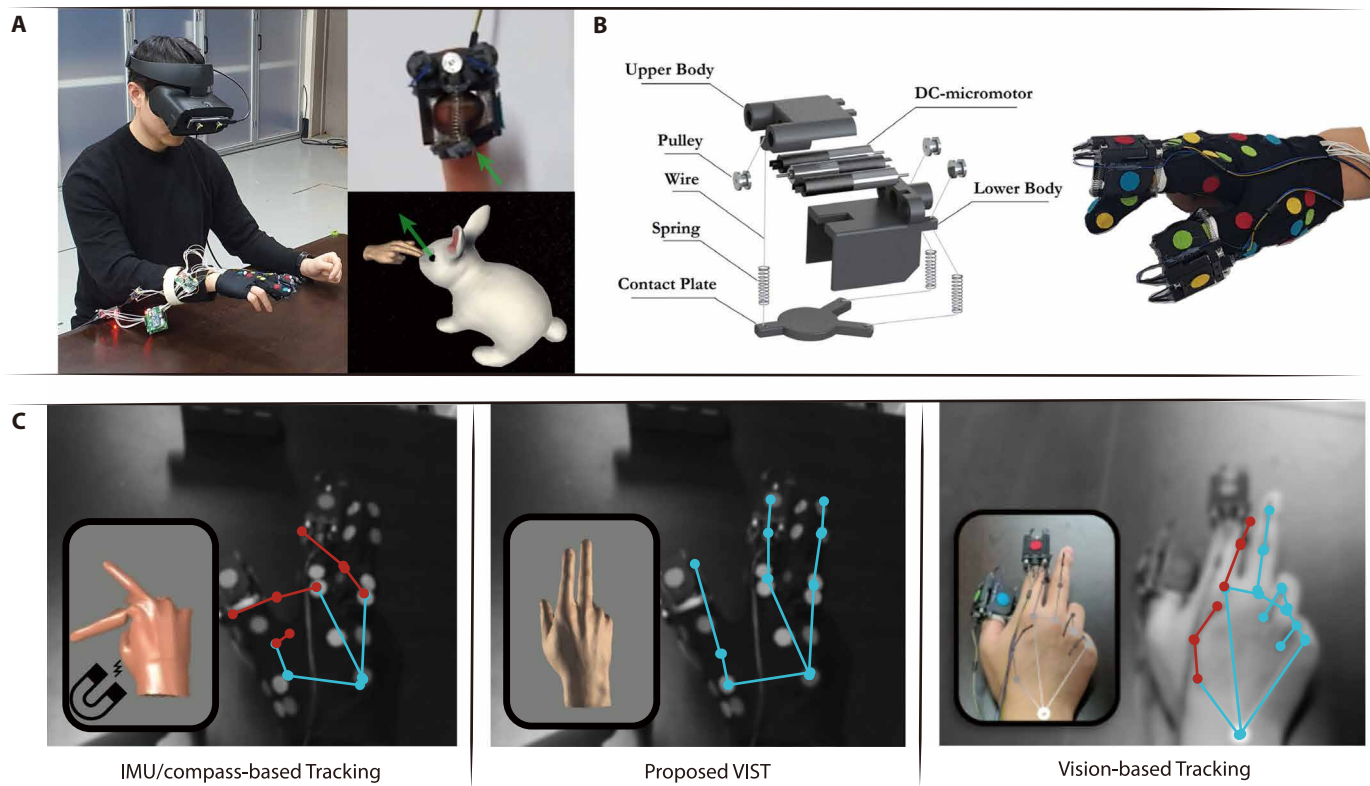 A
B
Upper Body
DC-micromotor
Pulley
Wire
Lower Body
Spring
Contact Plate
C
IMU/compass-based Tracking
Proposed VIST
Vision-based Tracking